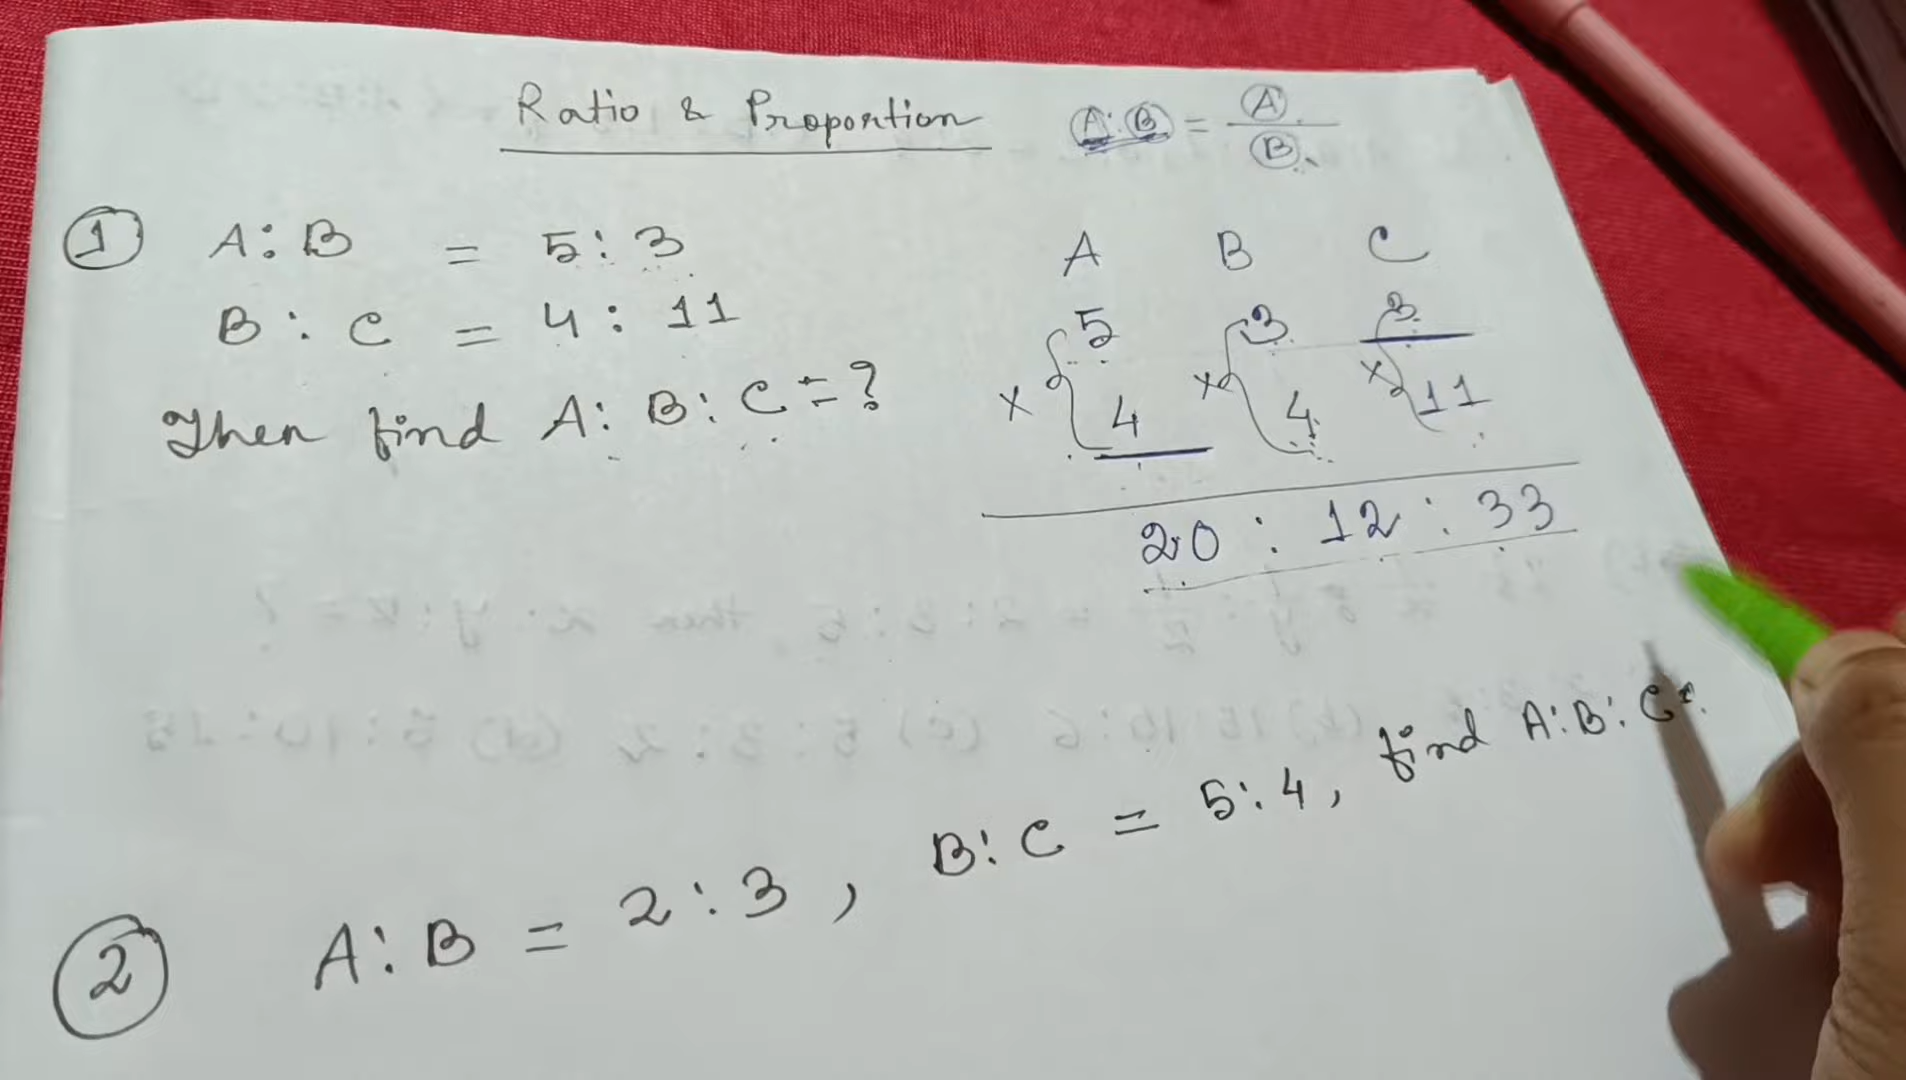 Ratio & Proportion
A:B = A/B
① A:B = 5:3
B:C = 4:11
Then find A:B:C=?
A B C
5 3 3
× 4 × 4 × 11
20 : 12 : 33
② A:B = 2:3, B:C = 5:4, find A:B:C